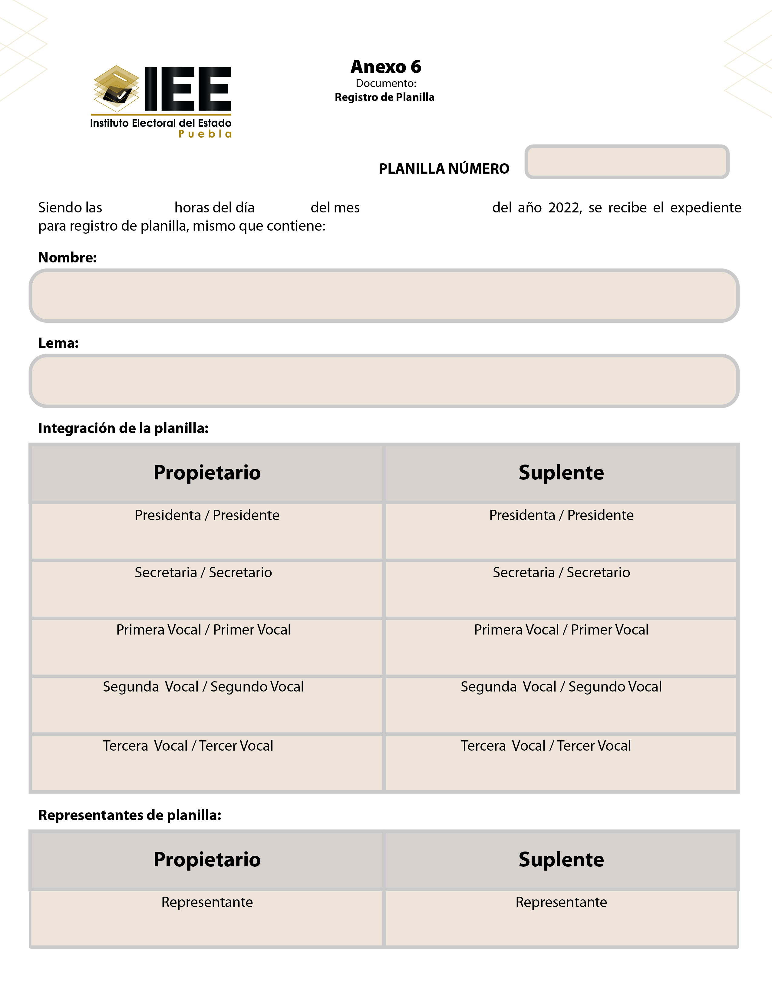 IEE
Instituto Electoral del Estado
Puebla
Anexo 6
Documento:
Registro de Planilla
PLANILLA NÚMERO
Siendo las horas del día del mes del año 2022, se recibe el expediente
para registro de planilla, mismo que contiene:
Nombre:
Lema:
Integración de la planilla:
Propietario Suplente
Presidenta / Presidente Presidenta / Presidente
Secretaria / Secretario Secretaria / Secretario
Primera Vocal / Primer Vocal Primera Vocal / Primer Vocal
Segunda Vocal / Segundo Vocal Segunda Vocal / Segundo Vocal
Tercera Vocal / Tercer Vocal Tercera Vocal / Tercer Vocal
Representantes de planilla:
Propietario Suplente
Representante Representante